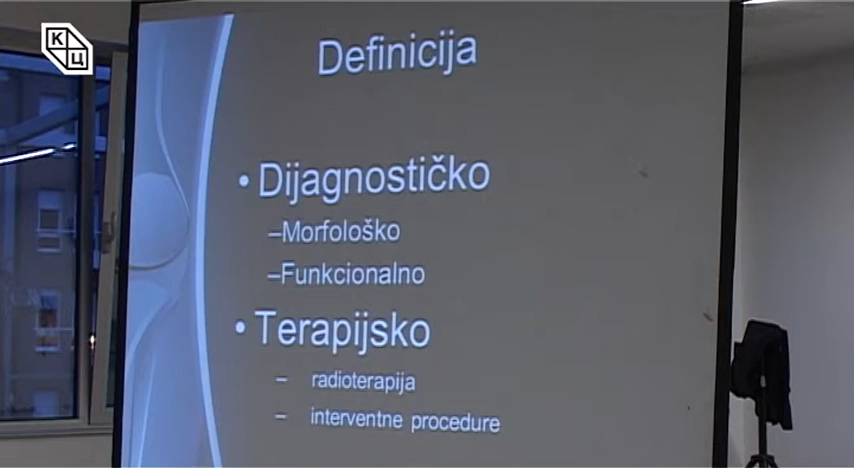 К
Ц
Definicija
• Dijagnostičko
–Morfološko
–Funkcionalno
• Terapijsko
– radioterapija
– interventne procedure